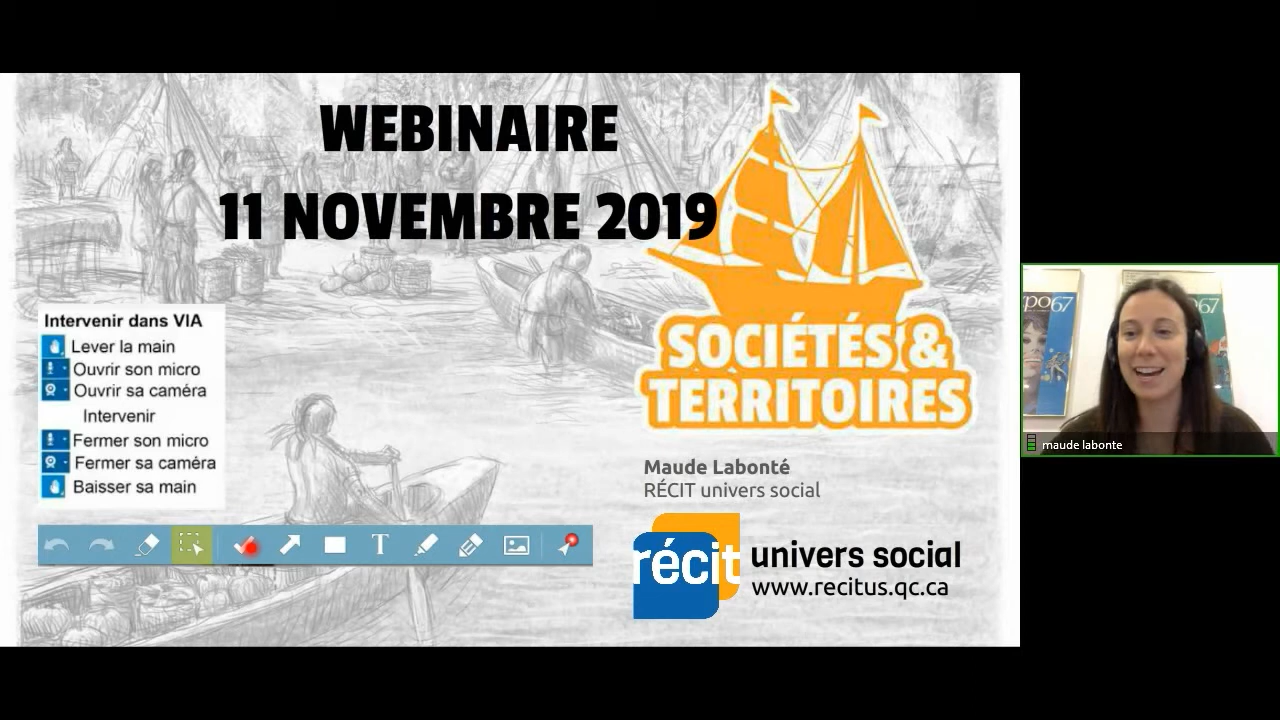 WEBINAIRE
11 NOVEMBRE 2019
SOCIÉTÉS &
TERRITOIRES
Intervenir dans VIA
Lever la main
Ouvrir son micro
Ouvrir sa caméra
Intervenir
Fermer son micro
Fermer sa caméra
Baisser sa main
T
Maude Labonté
RÉCIT univers social
récit
univers social
www.recitus.qc.ca
po67
67
maude labonte